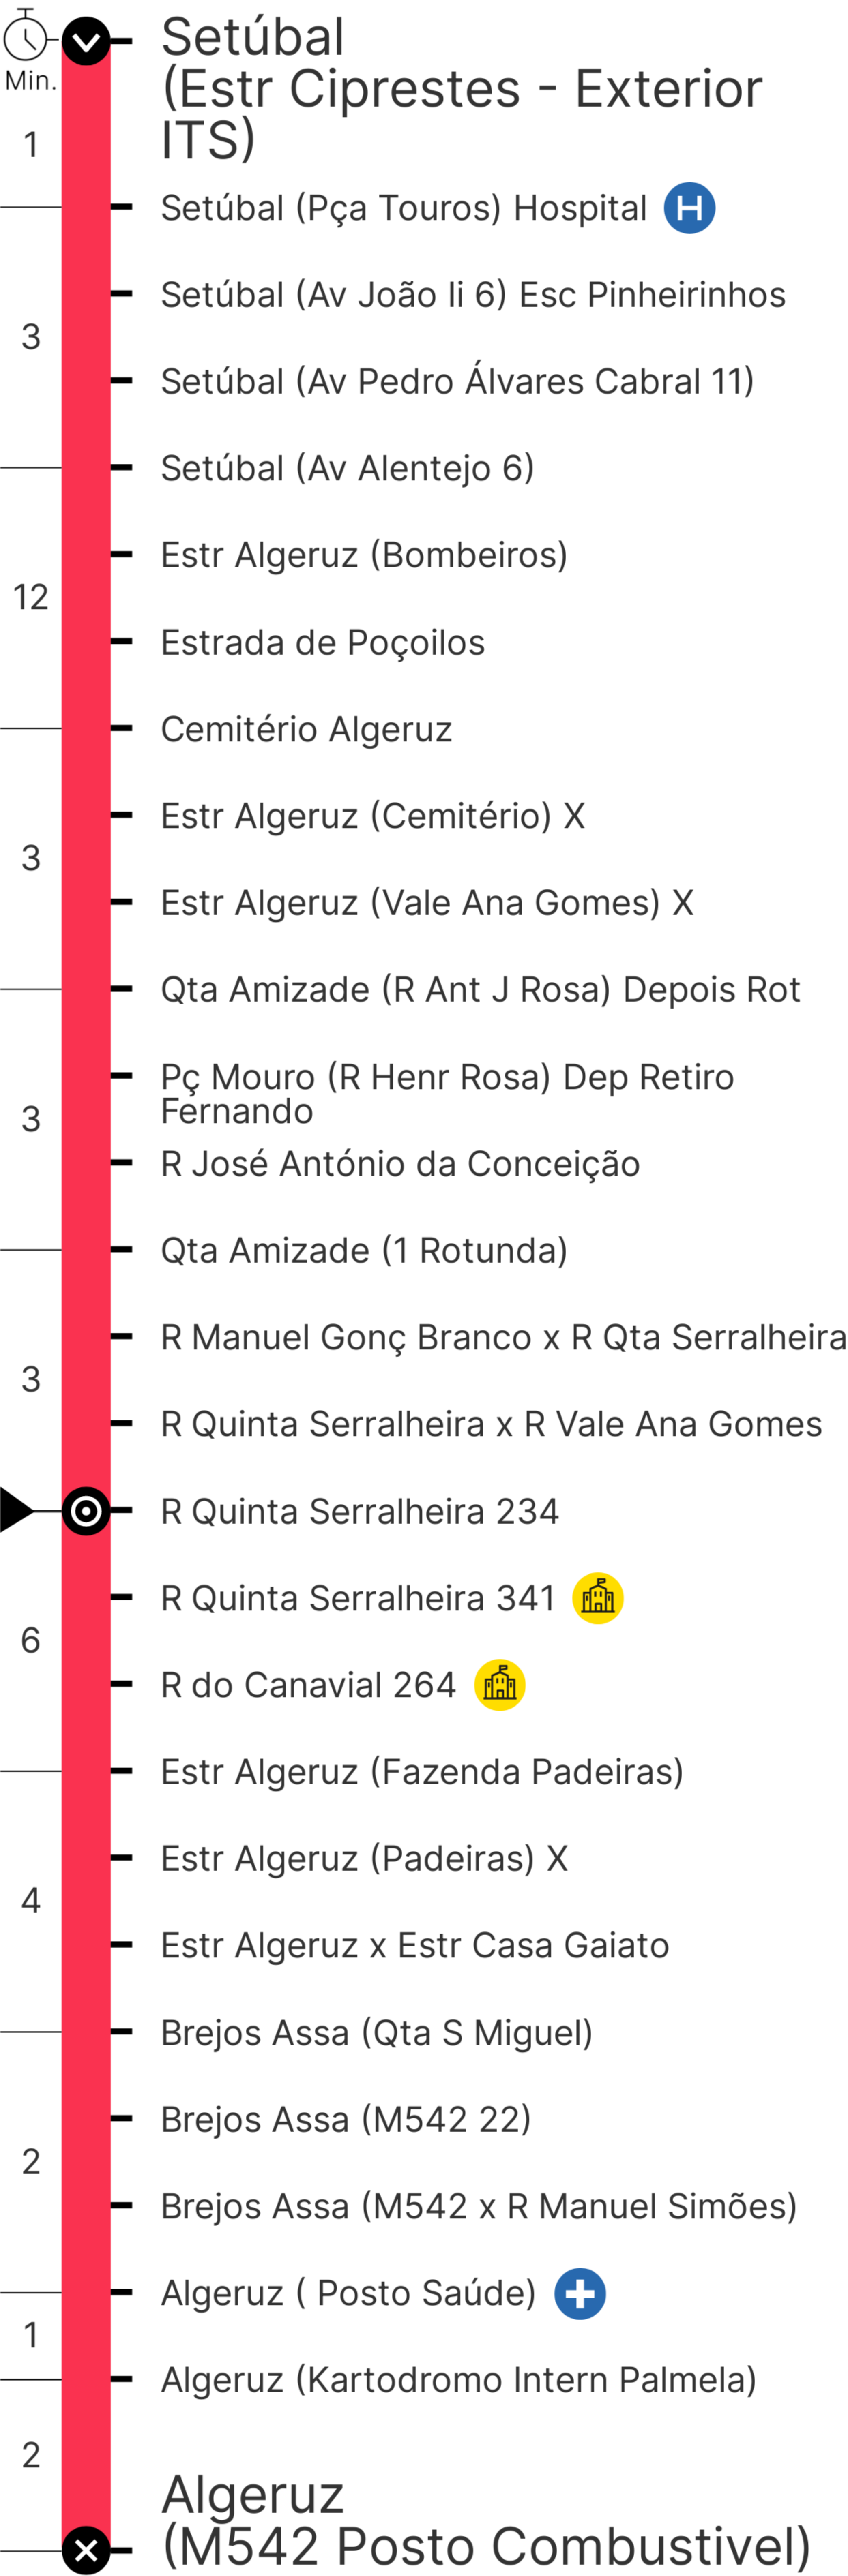 Setúbal
(Estr Ciprestes - Exterior
ITS)
Min.
1
Setúbal (Pça Touros) Hospital H
Setúbal (Av João Ii 6) Esc Pinheirinhos
3
Setúbal (Av Pedro Álvares Cabral 11)
Setúbal (Av Alentejo 6)
Estr Algeruz (Bombeiros)
12
Estrada de Poçoilos
Cemitério Algeruz
Estr Algeruz (Cemitério) X
3
Estr Algeruz (Vale Ana Gomes) X
Qta Amizade (R Ant J Rosa) Depois Rot
Pç Mouro (R Henr Rosa) Dep Retiro
Fernando
3
R José António da Conceição
Qta Amizade (1 Rotunda)
R Manuel Gonç Branco x R Qta Serralheira
3
R Quinta Serralheira x R Vale Ana Gomes
R Quinta Serralheira 234
R Quinta Serralheira 341
6
R do Canavial 264
Estr Algeruz (Fazenda Padeiras)
Estr Algeruz (Padeiras) X
4
Estr Algeruz x Estr Casa Gaiato
Brejos Assa (Qta S Miguel)
Brejos Assa (M542 22)
2
Brejos Assa (M542 x R Manuel Simões)
Algeruz ( Posto Saúde)
1
Algeruz (Kartodromo Intern Palmela)
2
Algeruz
(M542 Posto Combustivel)